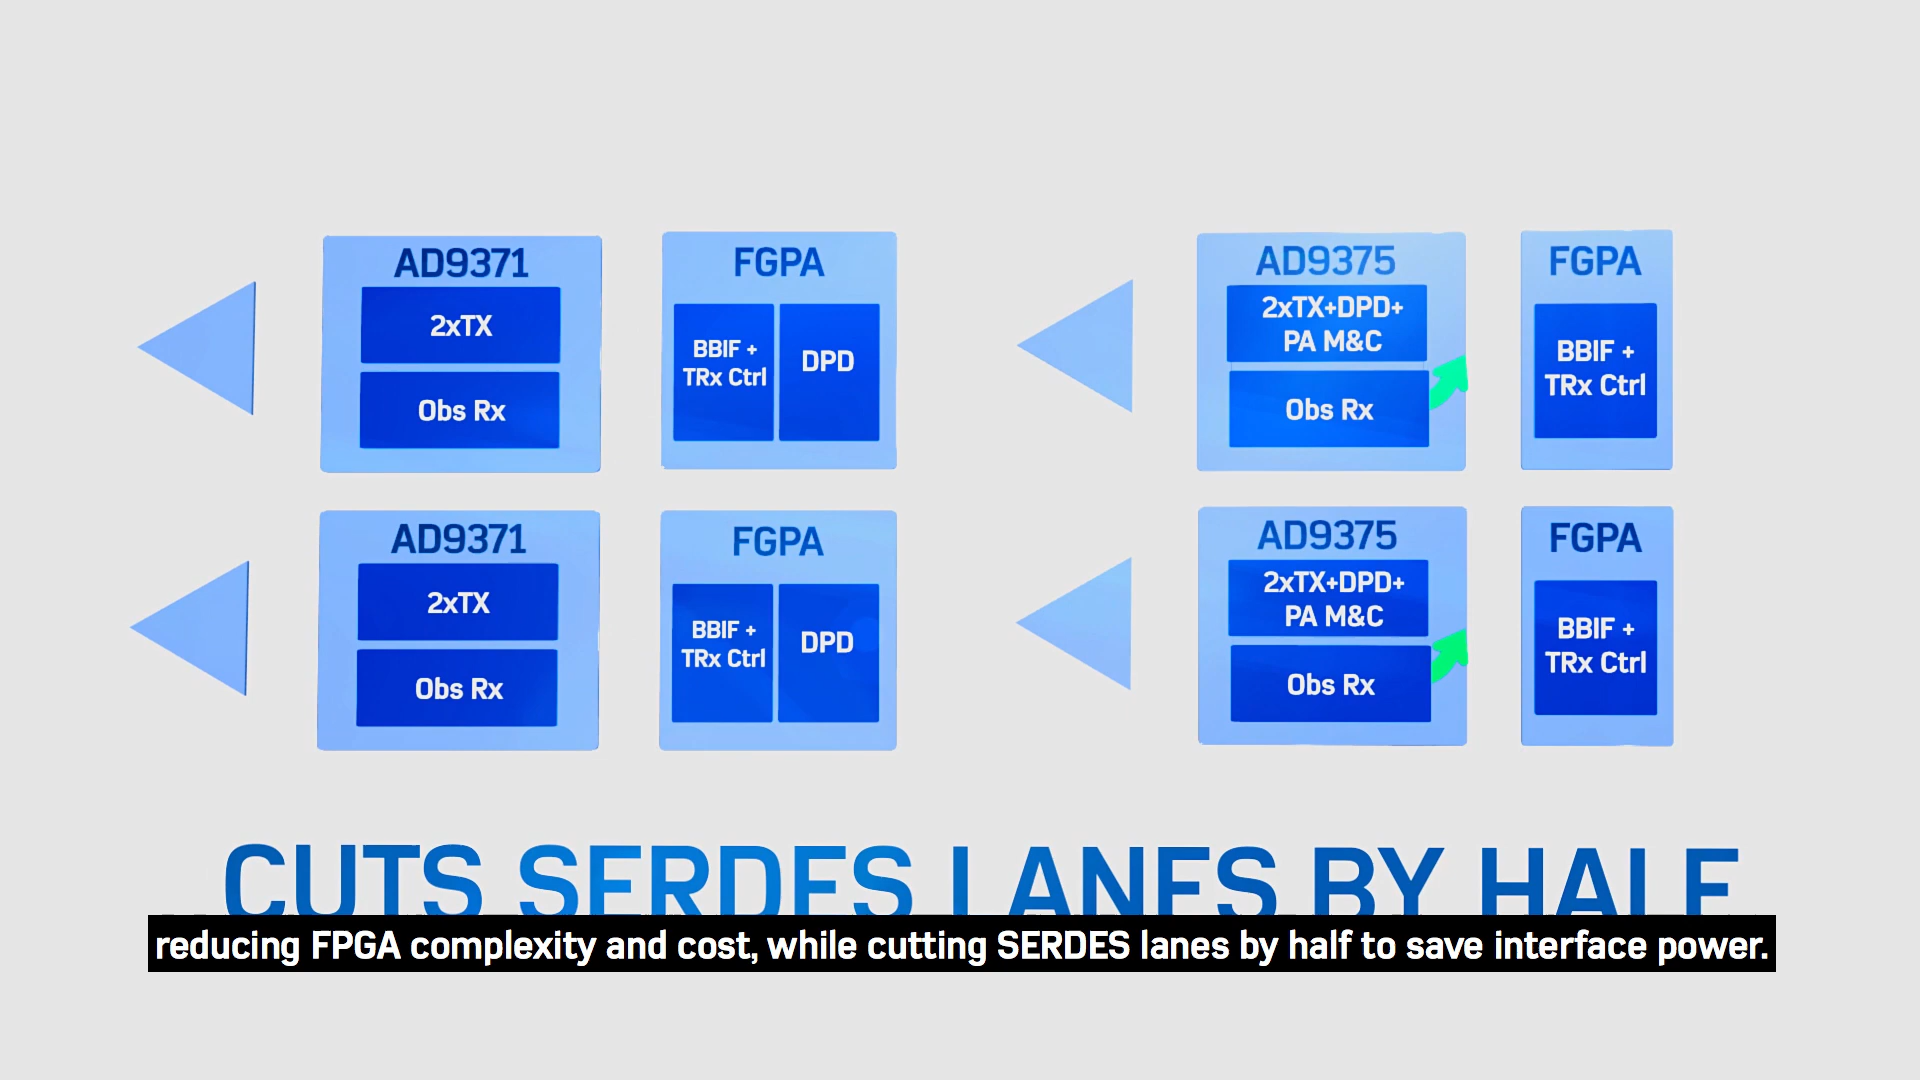 AD9371
2xTX
Obs Rx
FGPA
BBIF +
TRx Ctrl
DPD
AD9375
2xTX+DPD+
PA M&C
Obs Rx
FGPA
BBIF +
TRx Ctrl
AD9371
2xTX
Obs Rx
FGPA
BBIF +
TRx Ctrl
DPD
AD9375
2xTX+DPD+
PA M&C
Obs Rx
FGPA
BBIF +
TRx Ctrl
CUTS SERDES LANES BY HALF
reducing FPGA complexity and cost, while cutting SERDES lanes by half to save interface power.